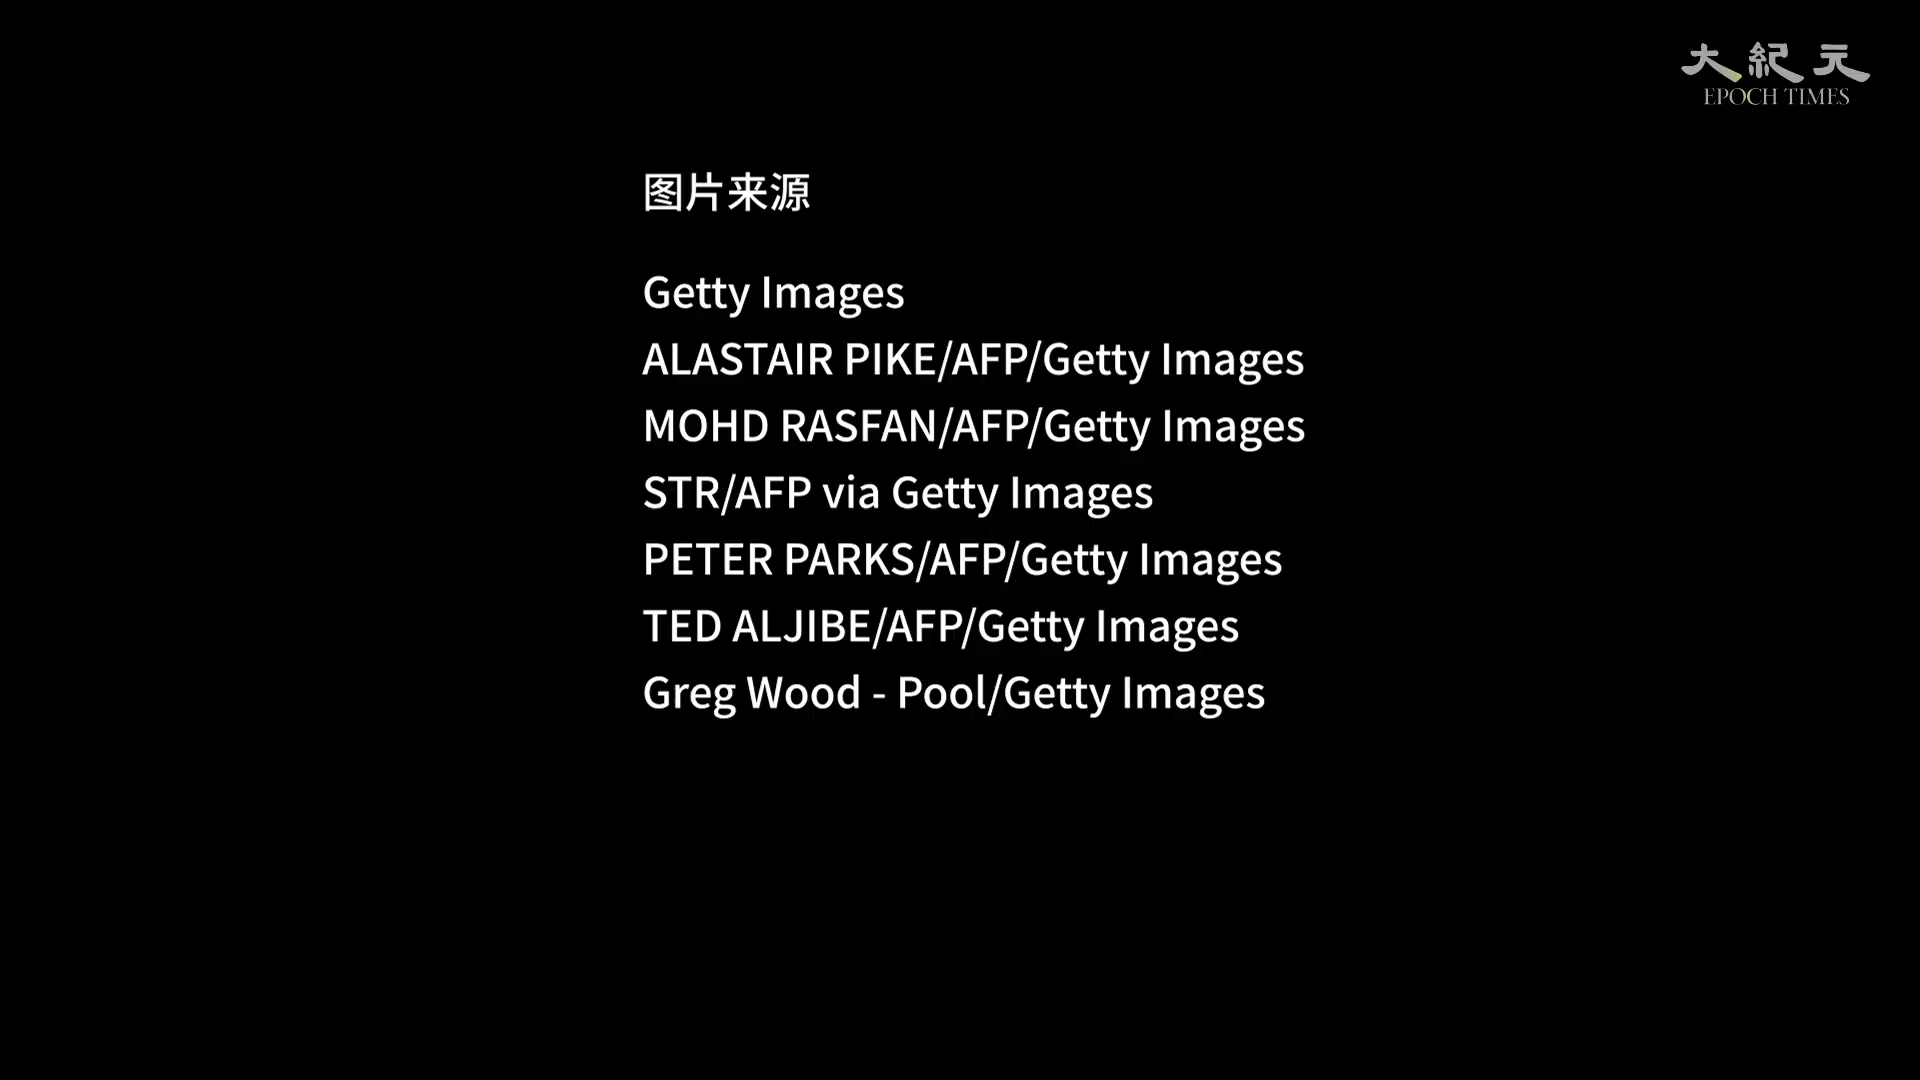 大紀元
EPOCH TIMES
图片来源
Getty Images
ALASTAIR PIKE/AFP/Getty Images
MOHD RASFAN/AFP/Getty Images
STR/AFP via Getty Images
PETER PARKS/AFP/Getty Images
TED ALJIBE/AFP/Getty Images
Greg Wood - Pool/Getty Images